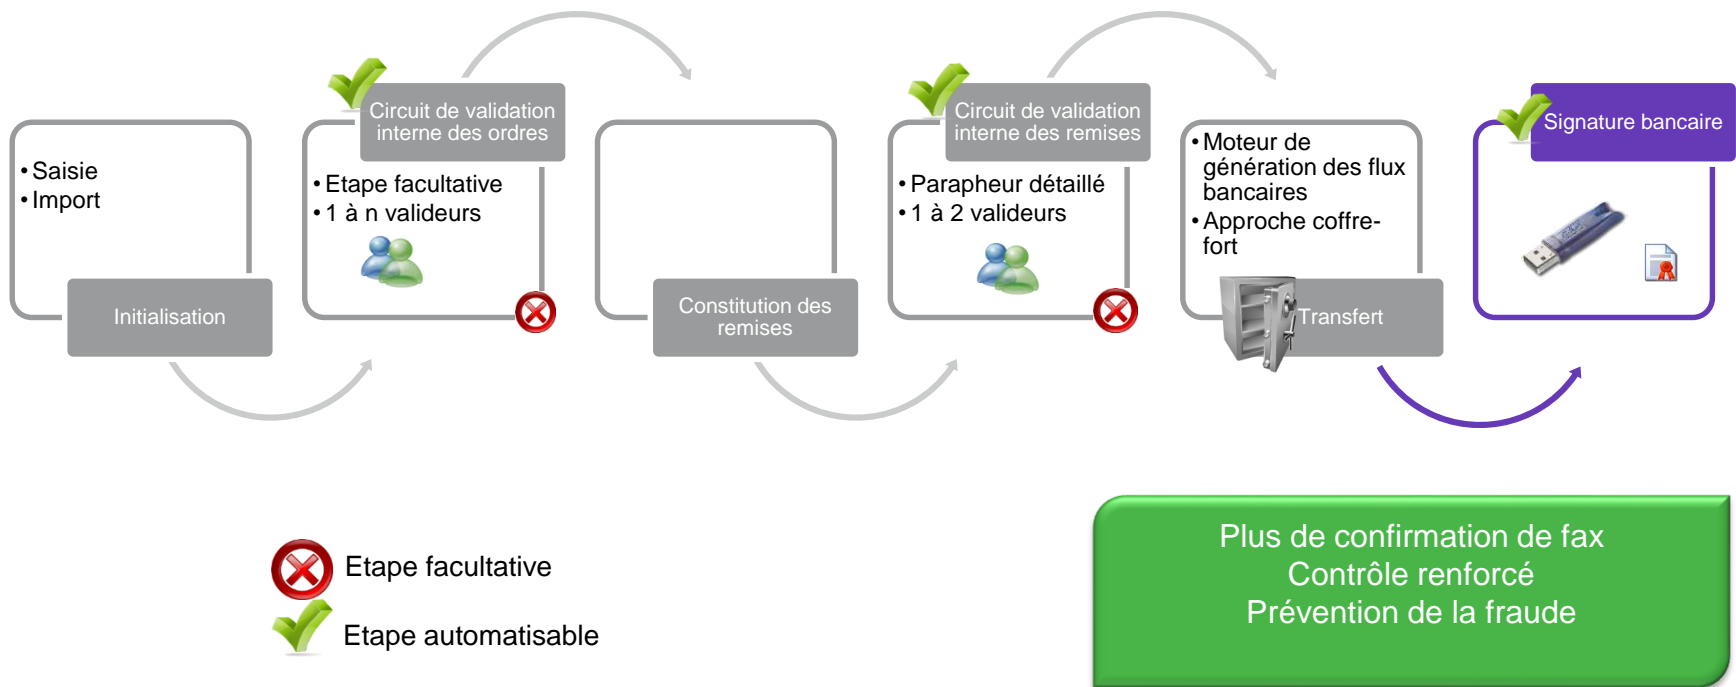 • Saisie
• Import
Initialisation
Circuit de validation
interne des ordres
• Etape facultative
• 1 à n valideurs
Constitution des
remises
Circuit de validation
interne des remises
• Parapheur détaillé
• 1 à 2 valideurs
• Moteur de
génération des flux
bancaires
• Approche coffre-
fort
Transfert
Signature bancaire
Etape facultative
Etape automatisable
Plus de confirmation de fax
Contrôle renforcé
Prévention de la fraude